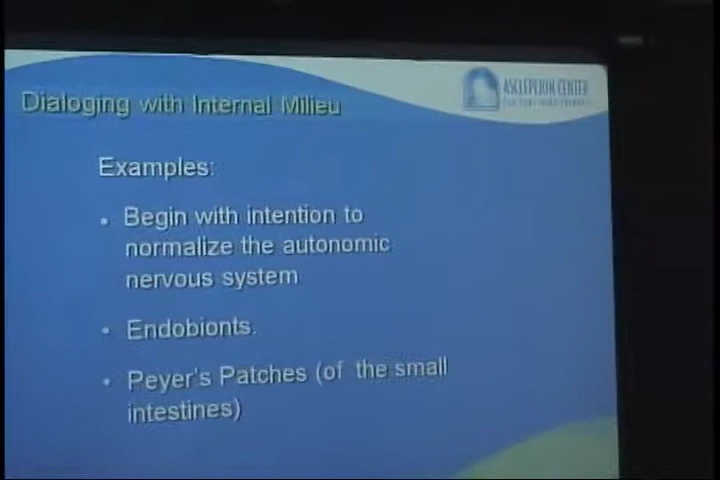 Dialoging with Internal Milieu
ASCLEPION CENTER
Examples:
• Begin with intention to
normalize the autonomic
nervous system
• Endobionts.
• Peyer's Patches (of the small
intestines)